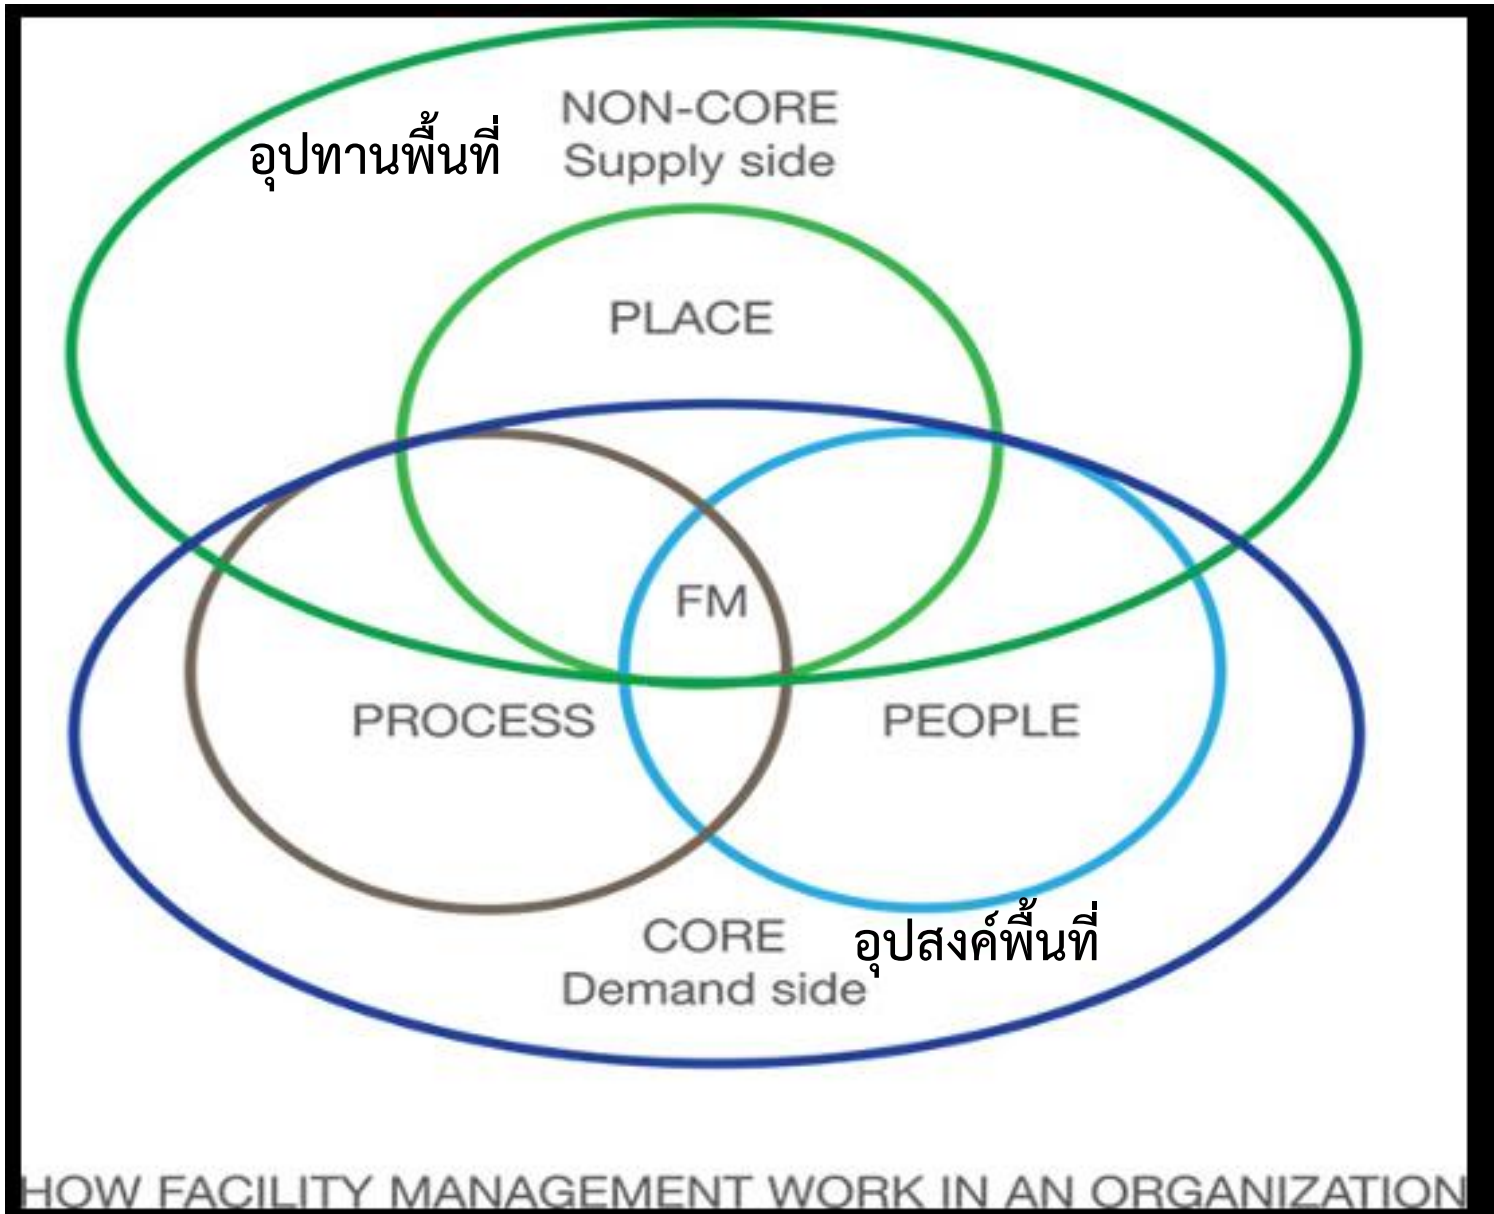 NON-CORE
อุปทานพื้นที่
Supply side
PLACE
FM
PROCESS
PEOPLE
CORE
อุปสงค์พื้นที่
Demand side
HOW FACILITY MANAGEMENT WORK IN AN ORGANIZATION